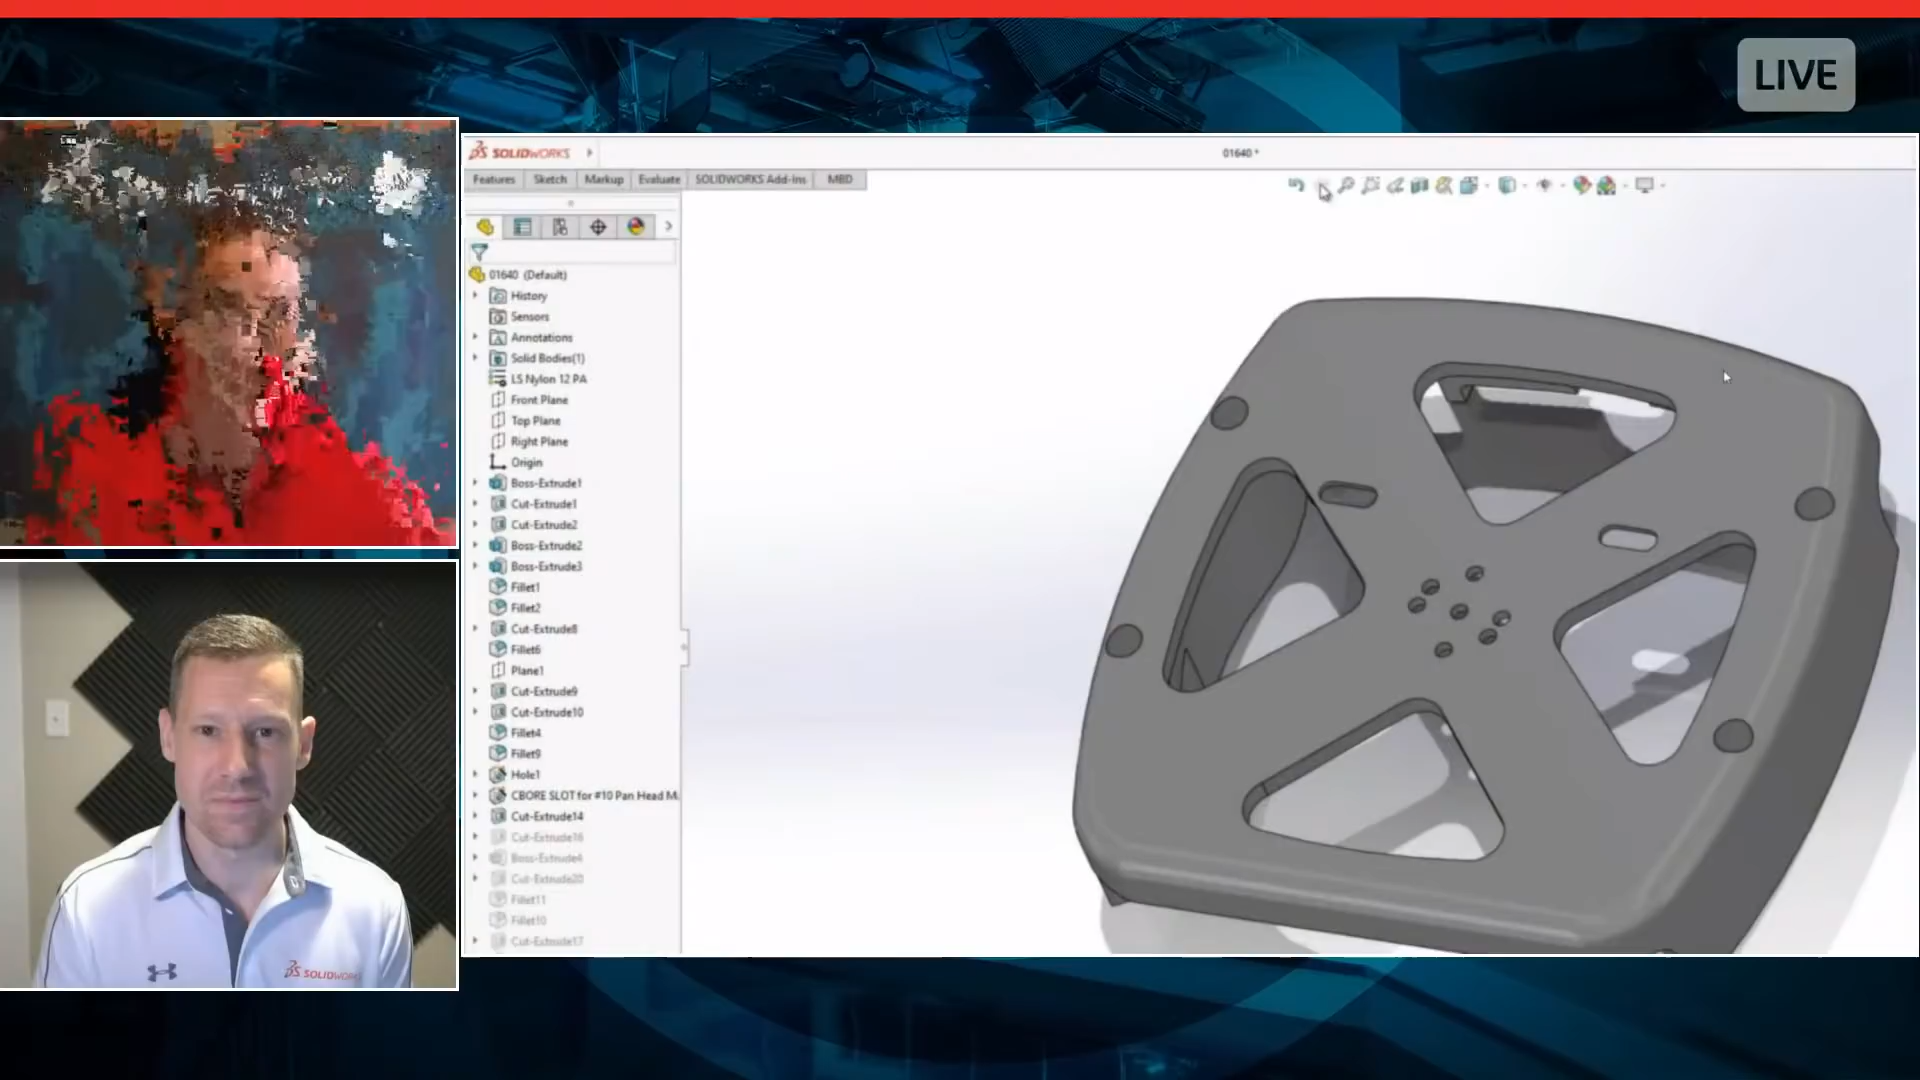 LIVE
SOLIDWORKS
01640 *
Features Sketch Markup Evaluate SOLIDWORKS Add-Ins MBD
01640 (Default)
History
Sensors
Annotations
Solid Bodies(1)
LS Nylon 12 PA
Front Plane
Top Plane
Right Plane
Origin
Boss-Extrude1
Cut-Extrude1
Cut-Extrude2
Boss-Extrude2
Boss-Extrude3
Fillet1
Fillet2
Cut-Extrude8
Fillet6
Plane1
Cut-Extrude9
Cut-Extrude10
Fillet4
Fillet9
Hole1
CBORE SLOT for #10 Pan Head M
Cut-Extrude14
Cut-Extrude16
Boss-Extrude4
Cut-Extrude20
Fillet11
Fillet10
Cut-Extrude17
SOLIDWORKS